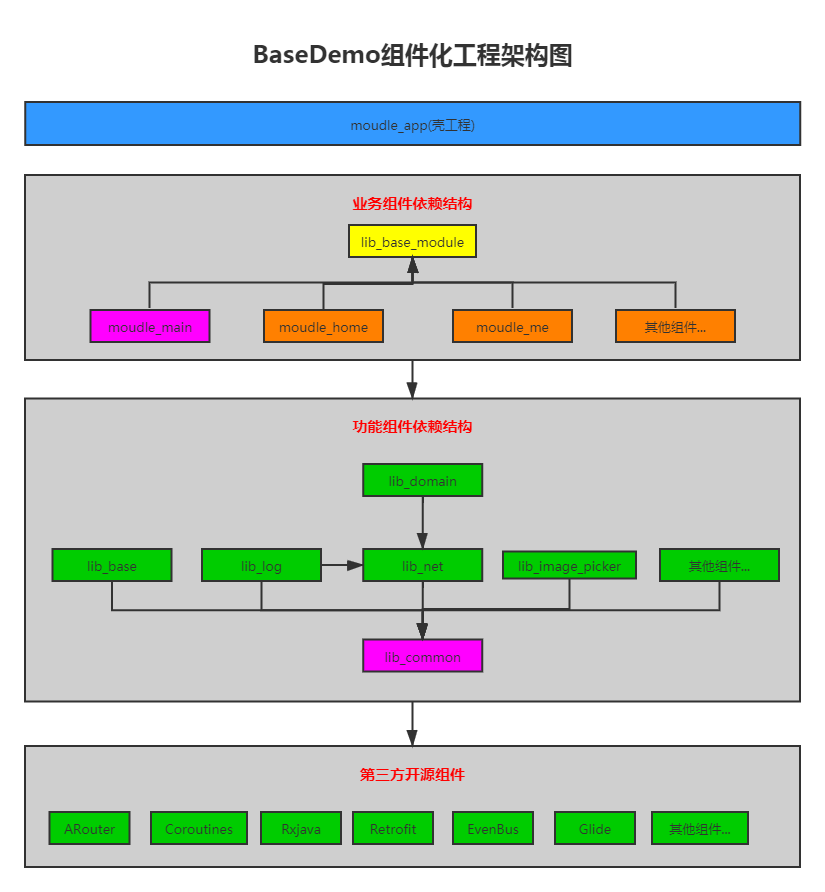 BaseDemo组件化工程架构图
moudle_app(壳工程)
业务组件依赖结构
lib_base_module
moudle_main
moudle_home
moudle_me
其他组件...
功能组件依赖结构
lib_domain
lib_base
lib_log
lib_net
lib_image_picker
其他组件...
lib_common
第三方开源组件
ARouter
Coroutines
Rxjava
Retrofit
EvenBus
Glide
其他组件...